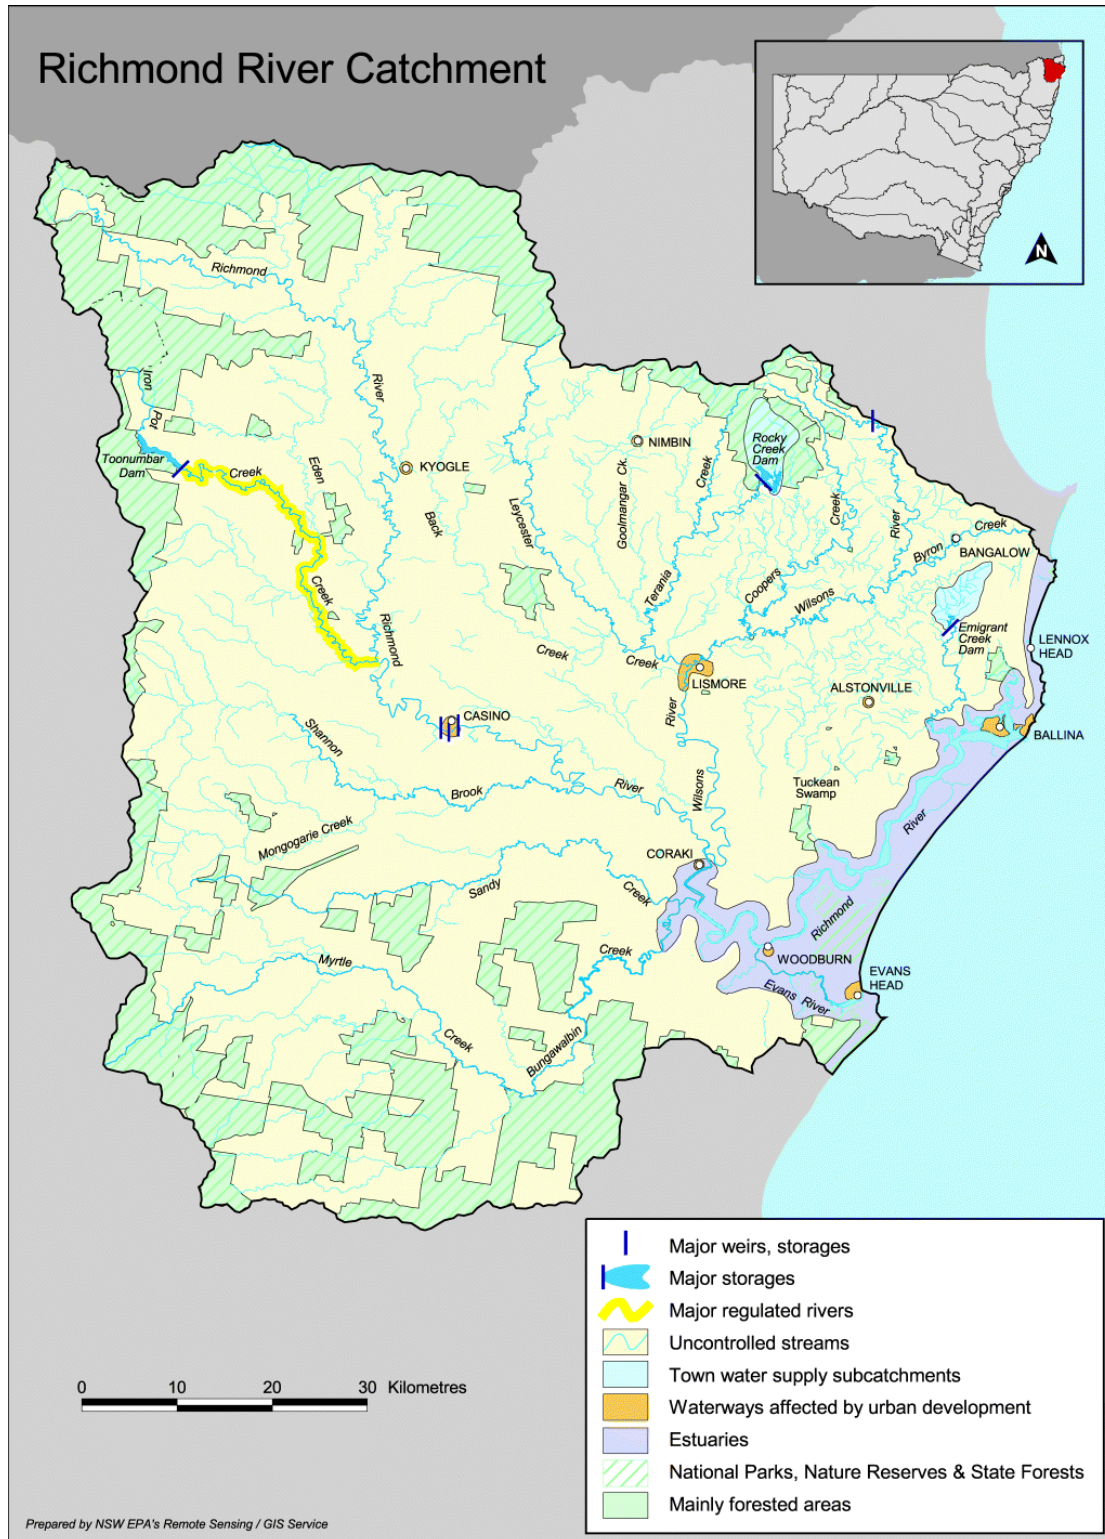 Richmond River Catchment
N
Richmond
River
Iron
Pot
Toonumbar
Dam
Creek
Eden
Creek
KYOGLE
Back
Richmond
Leycester
NIMBIN
Goolmangar Ck.
Creek
Terania
Rocky
Creek
Dam
Creek
Coopers
River
Wilsons
Byron
Creek
BANGALOW
Emigrant
Creek
Dam
LENNOX
HEAD
Creek
Creek
LISMORE
ALSTONVILLE
BALLINA
River
Wilsons
CASINO
Shannon
Brook
River
Tuckean
Swamp
River
Mongogarie Creek
CORAKI
Sandy
Creek
Richmond
WOODBURN
EVANS
HEAD
Evans River
Myrtle
Creek
Creek
Bungawalbin
Major weirs, storages
Major storages
Major regulated rivers
Uncontrolled streams
Town water supply subcatchments
Waterways affected by urban development
Estuaries
National Parks, Nature Reserves & State Forests
Mainly forested areas
0 10 20 30 Kilometres
Prepared by NSW EPA's Remote Sensing / GIS Service